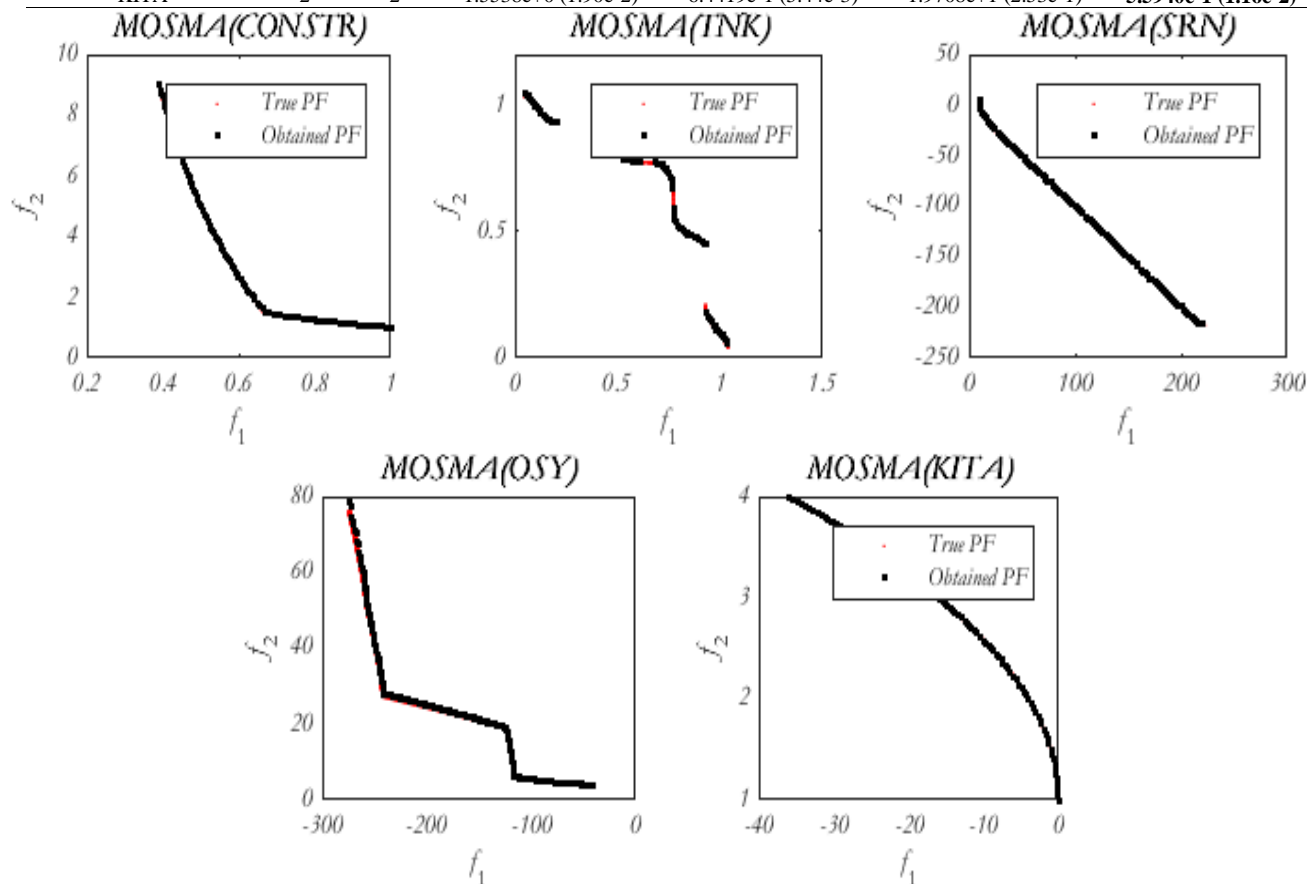 MOSMA(CONSTR)
10
8
6
4
2
0
0.2 0.4 0.6 0.8 1
f2
f1
True PF
Obtained PF
MOSMA(TNK)
1
0.5
0
0 0.5 1 1.5
f2
f1
True PF
Obtained PF
MOSMA(SRN)
50
0
-50
-100
-150
-200
-250
0 100 200 300
f2
f1
True PF
Obtained PF
MOSMA(OSY)
80
60
40
20
0
-300 -200 -100 0
f2
f1
MOSMA(KITA)
4
3
2
1
-40 -30 -20 -10 0
f2
f1
True PF
Obtained PF